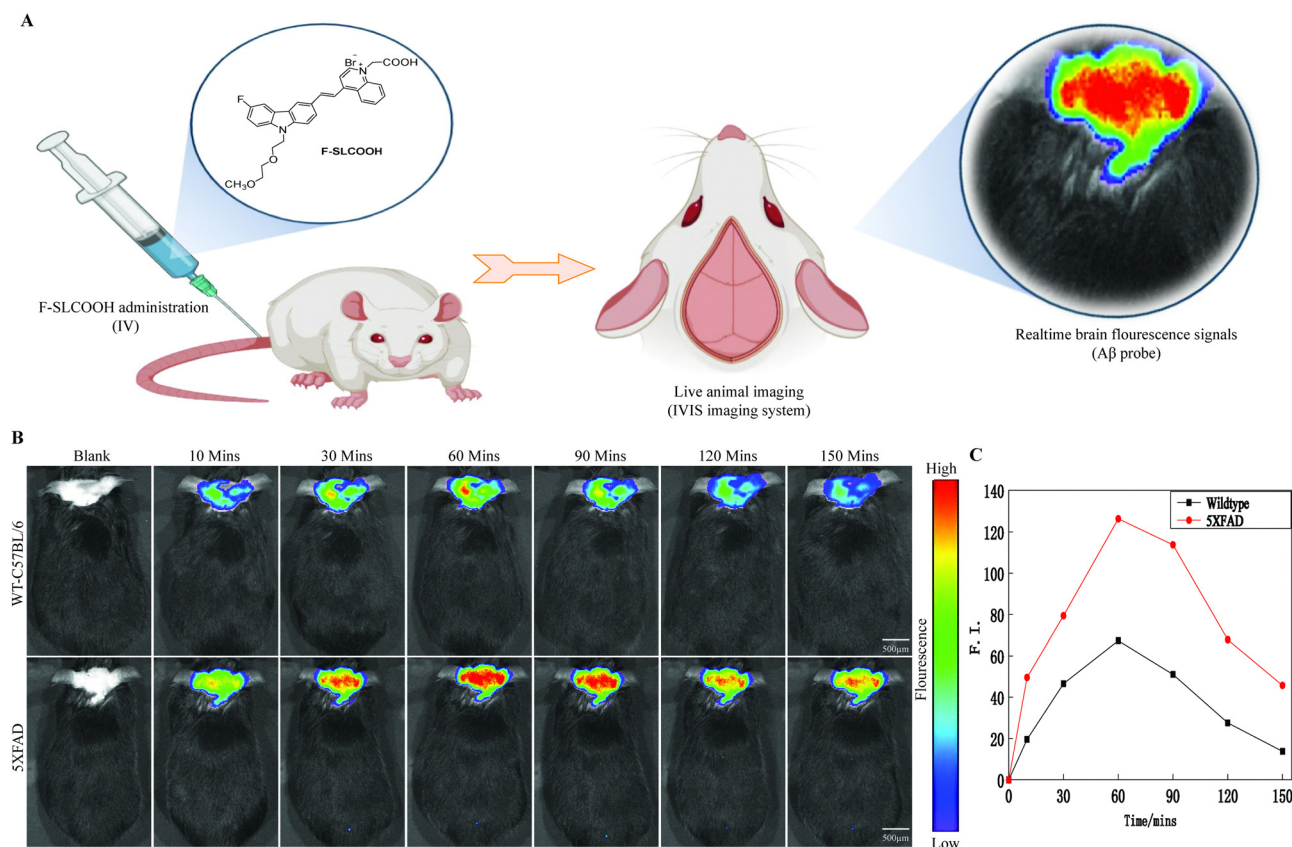 A
Br⁻
N⁺
COOH
F
N
O
O
CH₃
F-SLCOOH
F-SLCOOH administration
(IV)
Live animal imaging
(IVIS imaging system)
Realtime brain flourescence signals
(Aβ probe)
B
Blank
10 Mins
30 Mins
60 Mins
90 Mins
120 Mins
150 Mins
WT-C57BL/6
500µm
5XFAD
500µm
High
Flourescence
Low
C
Wildtype
5XFAD
F. I.
140
120
100
80
60
40
20
0
0 30 60 90 120 150
Time/mins